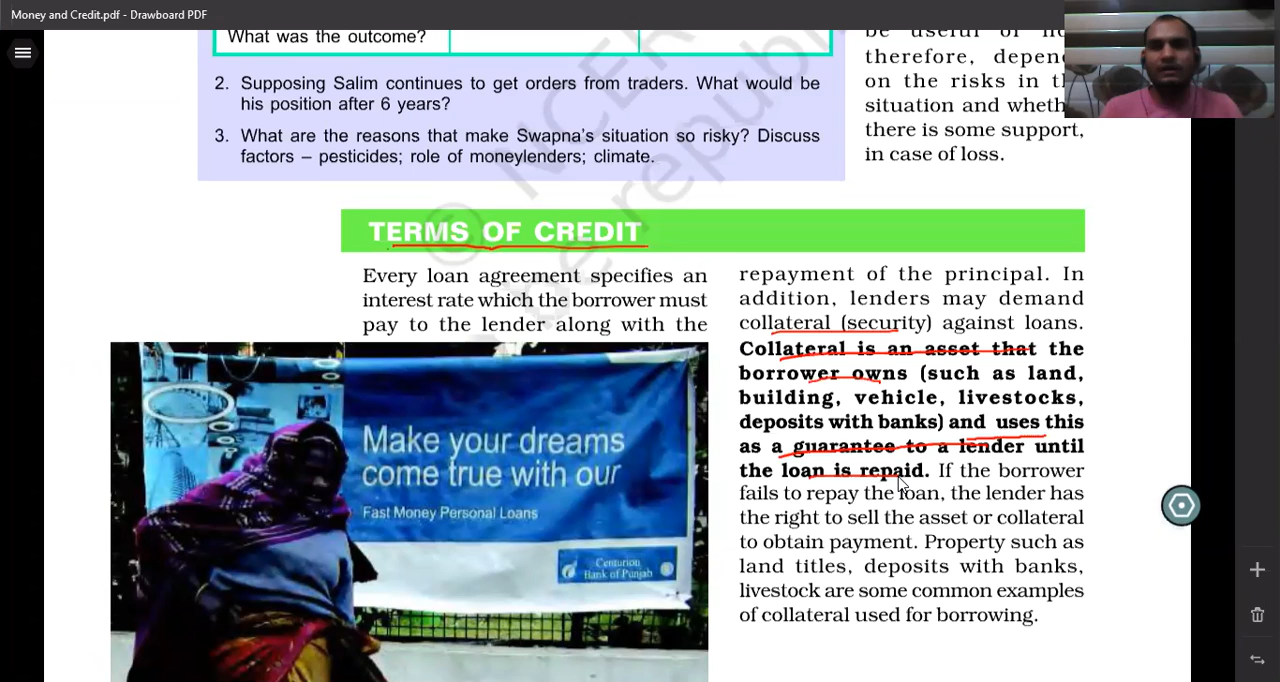 Money and Credit.pdf - Drawboard PDF
What was the outcome?
2. Supposing Salim continues to get orders from traders. What would be
his position after 6 years?
3. What are the reasons that make Swapna's situation so risky? Discuss
factors – pesticides; role of moneylenders; climate.
be useful or
therefore,
on the risks in
situation and
there is some support,
in case of loss.
© NCERT
be republ
TERMS OF CREDIT
Every loan agreement specifies an
interest rate which the borrower must
pay to the lender along with the
repayment of the principal. In
addition, lenders may demand
collateral (security) against loans.
Collateral is an asset that the
borrower owns (such as land,
building, vehicle, livestocks,
deposits with banks) and uses this
as a guarantee to a lender until
the loan is repaid. If the borrower
fails to repay the loan, the lender has
the right to sell the asset or collateral
to obtain payment. Property such as
land titles, deposits with banks,
livestock are some common examples
of collateral used for borrowing.
Make your dreams
come true with our
Fast Money Personal Loans
Centurion
Bank of Punjab